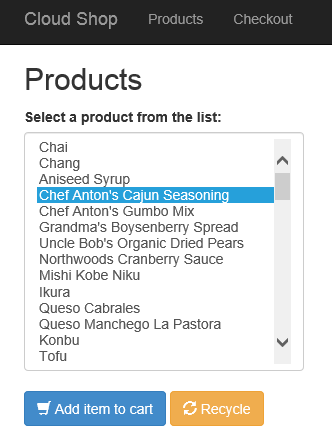 Cloud Shop Products Checkout
Products
Select a product from the list:
Chai
Chang
Aniseed Syrup
Chef Anton's Cajun Seasoning
Chef Anton's Gumbo Mix
Grandma's Boysenberry Spread
Uncle Bob's Organic Dried Pears
Northwoods Cranberry Sauce
Mishi Kobe Niku
Ikura
Queso Cabrales
Queso Manchego La Pastora
Konbu
Tofu
Add item to cart Recycle